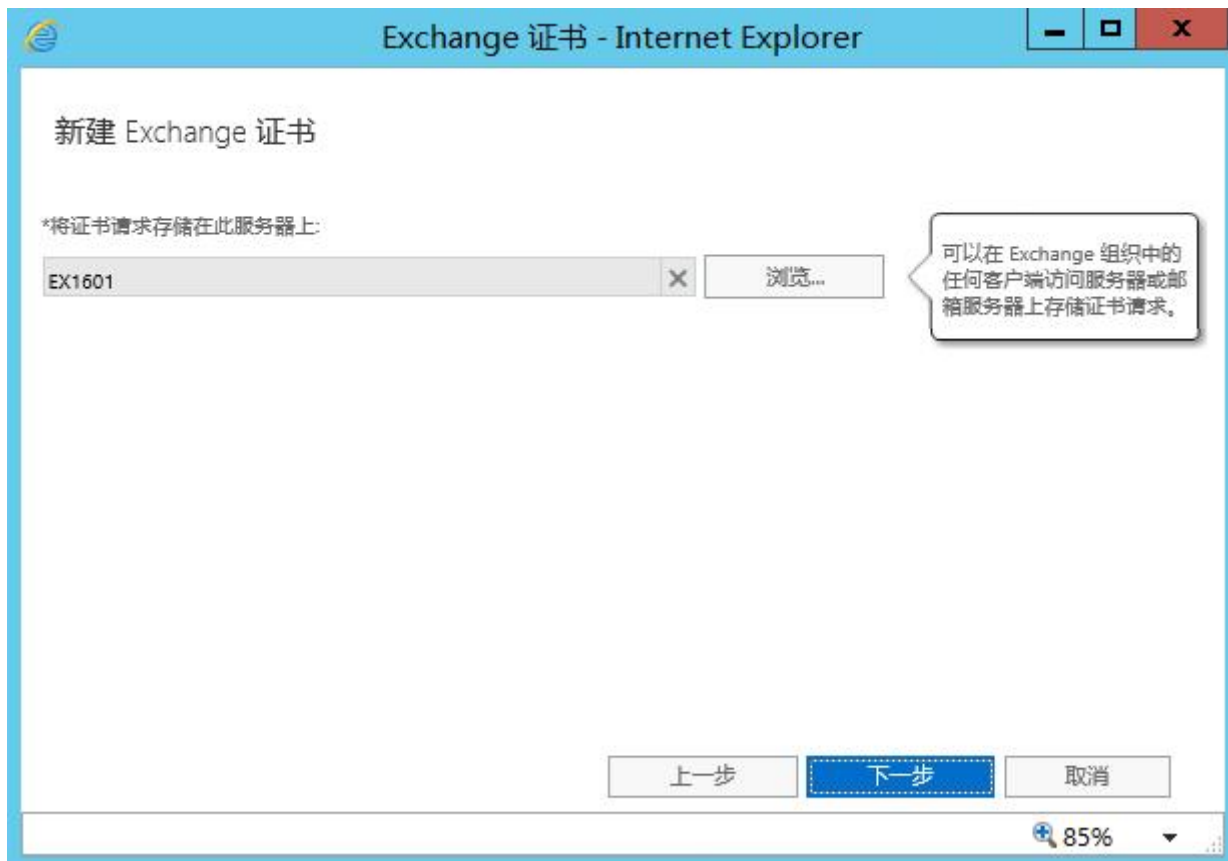 Exchange 证书 - Internet Explorer
新建 Exchange 证书
*将证书请求存储在此服务器上:
EX1601
浏览...
可以在 Exchange 组织中的
任何客户端访问服务器或邮
箱服务器上存储证书请求。
上一步
下一步
取消
85%